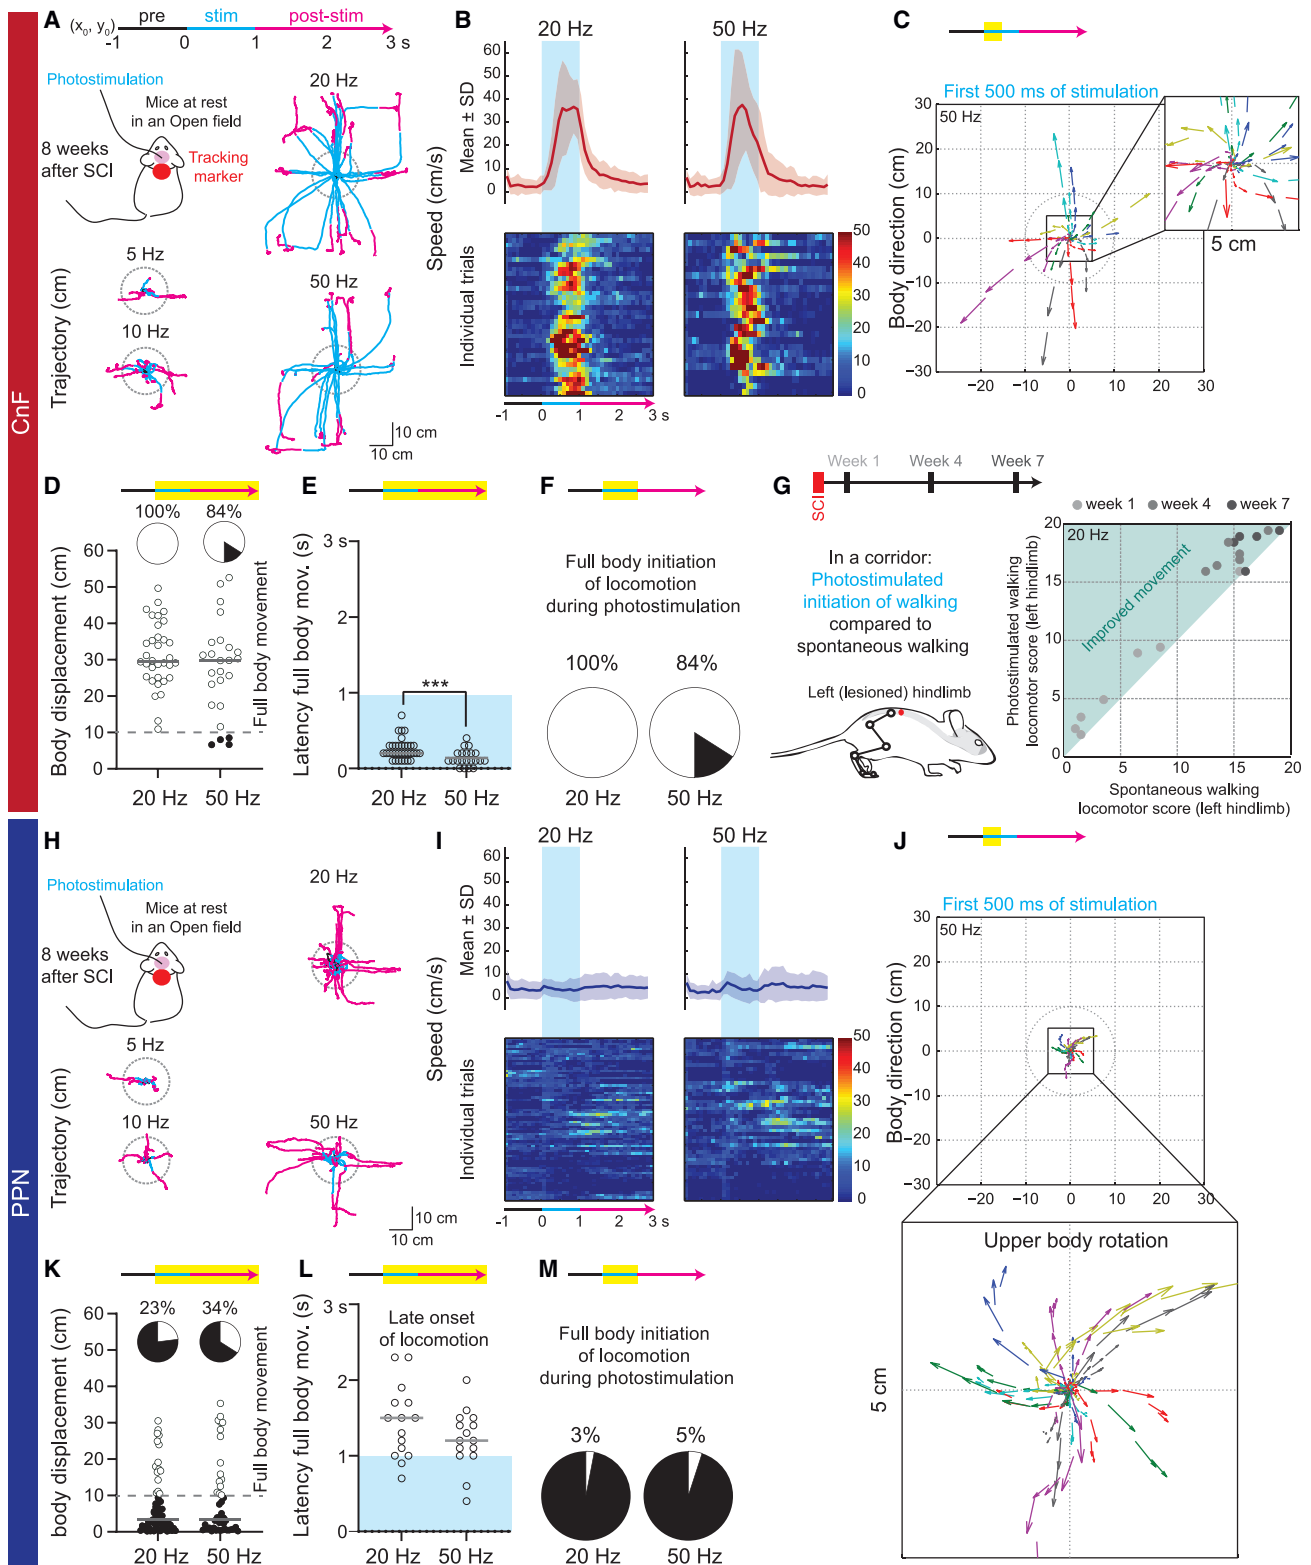 CnF
A
pre
stim
post-stim
(x₀, y₀)
-1
0
1
2
3 s
Photostimulation
Mice at rest
in an Open field
8 weeks
after SCI
Tracking
marker
20 Hz
5 Hz
10 Hz
50 Hz
Trajectory (cm)
10 cm
10 cm
B
20 Hz
50 Hz
Speed (cm/s)
Mean ± SD
60
50
40
30
20
10
0
Individual trials
50
40
30
20
10
0
-1
0
1
2
3 s
C
First 500 ms of stimulation
50 Hz
Body direction (cm)
30
20
10
0
−10
−20
−30
−20
−10
0
10
20
30
5 cm
D
100%
84%
Body displacement (cm)
60
50
40
30
20
10
0
Full body movement
20 Hz
50 Hz
E
Latency full body mov. (s)
3 s
2
1
0
***
20 Hz
50 Hz
F
Full body initiation
of locomotion
during photostimulation
100%
84%
20 Hz
50 Hz
G
SCI
Week 1
Week 4
Week 7
In a corridor:
Photostimulated
initiation of walking
compared to
spontaneous walking
Left (lesioned) hindlimb
week 1
week 4
week 7
20 Hz
Improved movement
Photostimulated walking
locomotor score (left hindlimb)
20
15
10
5
0
0
5
10
15
20
Spontaneous walking
locomotor score (left hindlimb)
PPN
H
Photostimulation
Mice at rest
in an Open field
8 weeks
after SCI
20 Hz
5 Hz
10 Hz
50 Hz
Trajectory (cm)
10 cm
10 cm
I
20 Hz
50 Hz
Speed (cm/s)
Mean ± SD
60
50
40
30
20
10
0
Individual trials
50
40
30
20
10
0
-1
0
1
2
3 s
J
First 500 ms of stimulation
50 Hz
Body direction (cm)
30
20
10
0
−10
−20
−30
−20
−10
0
10
20
30
Upper body rotation
5 cm
K
23%
34%
body displacement (cm)
60
50
40
30
20
10
0
Full body movement
20 Hz
50 Hz
L
Latency full body mov. (s)
3 s
2
1
0
Late onset
of locomotion
20 Hz
50 Hz
M
Full body initiation
of locomotion
during photostimulation
3%
5%
20 Hz
50 Hz